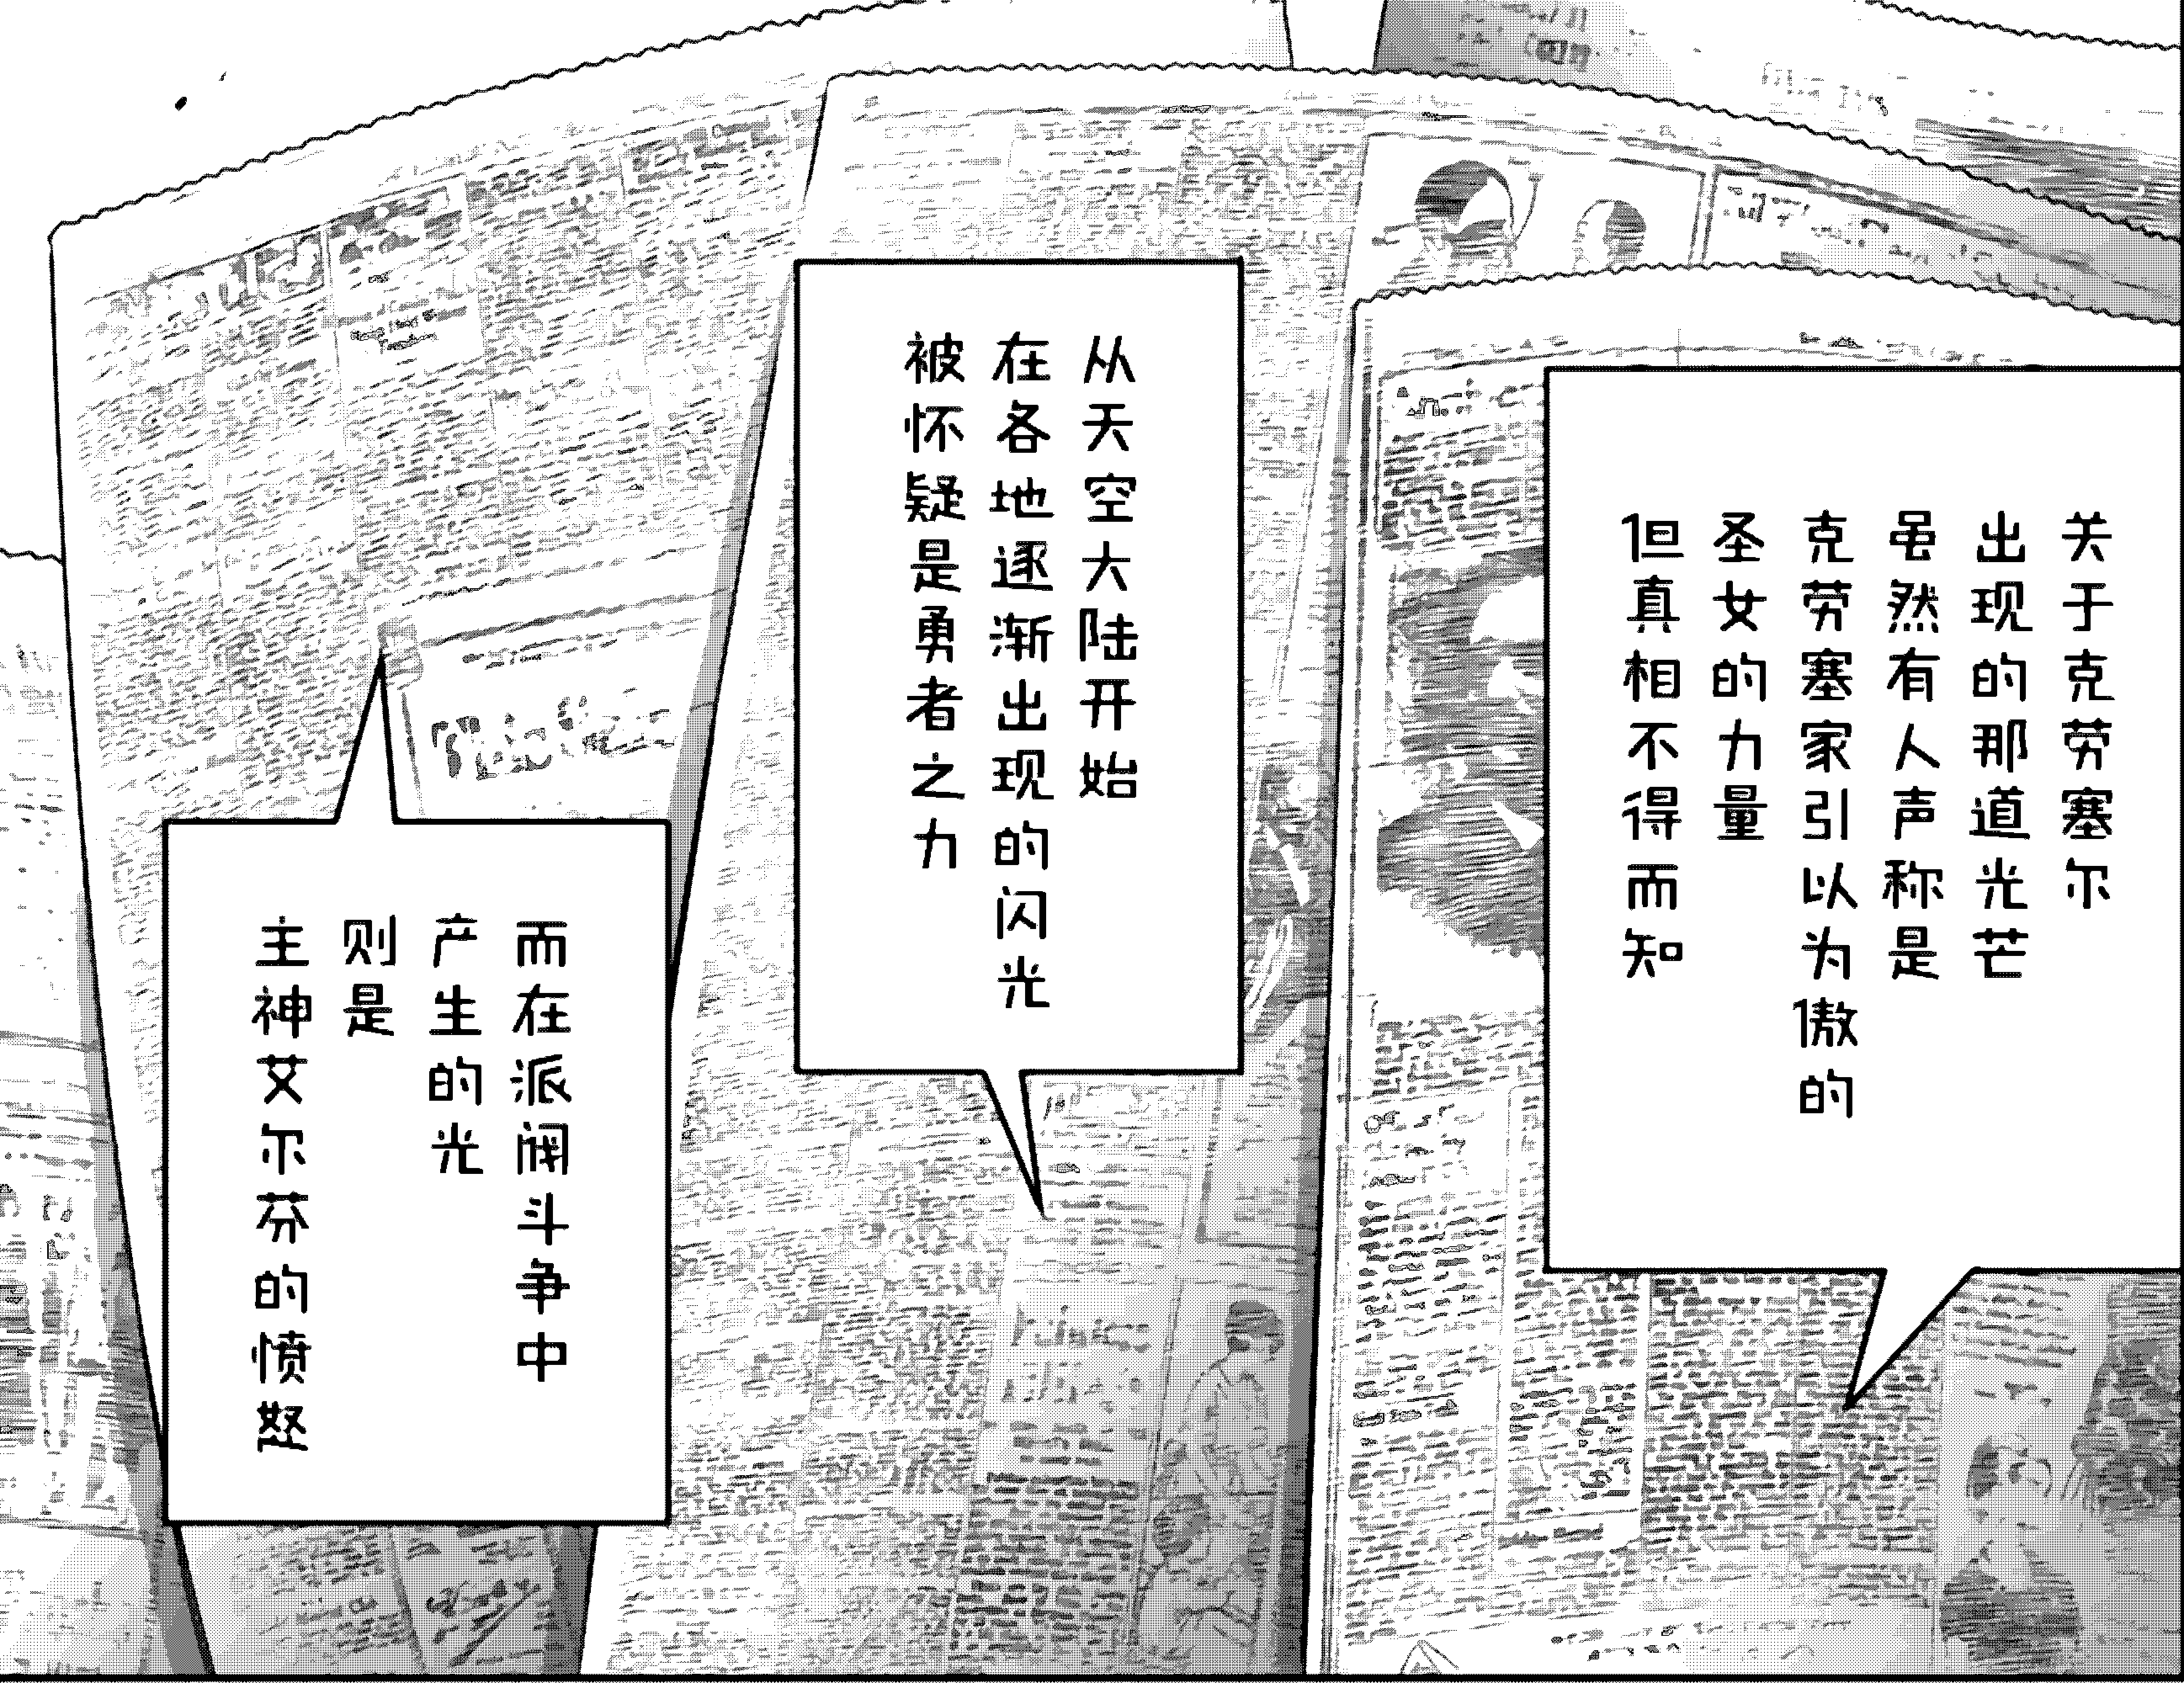 关于克劳塞尔
出现的那道光芒
虽然有人声称是
克劳塞家引以为傲的
圣女的力量
但真相不得而知
从天空大陆开始
在各地逐渐出现的闪光
被怀疑是勇者之力
而在派阀斗争中
产生的光
则是
主神艾尔芬的愤怒